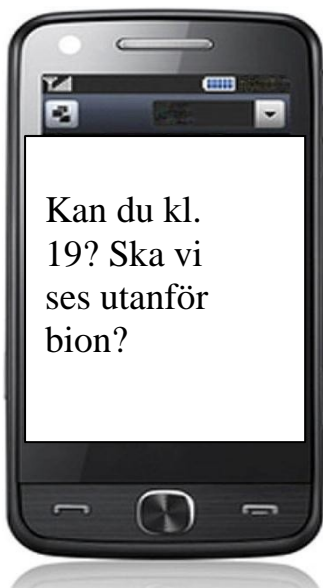 Kan du kl.
19? Ska vi
ses utanför
bion?